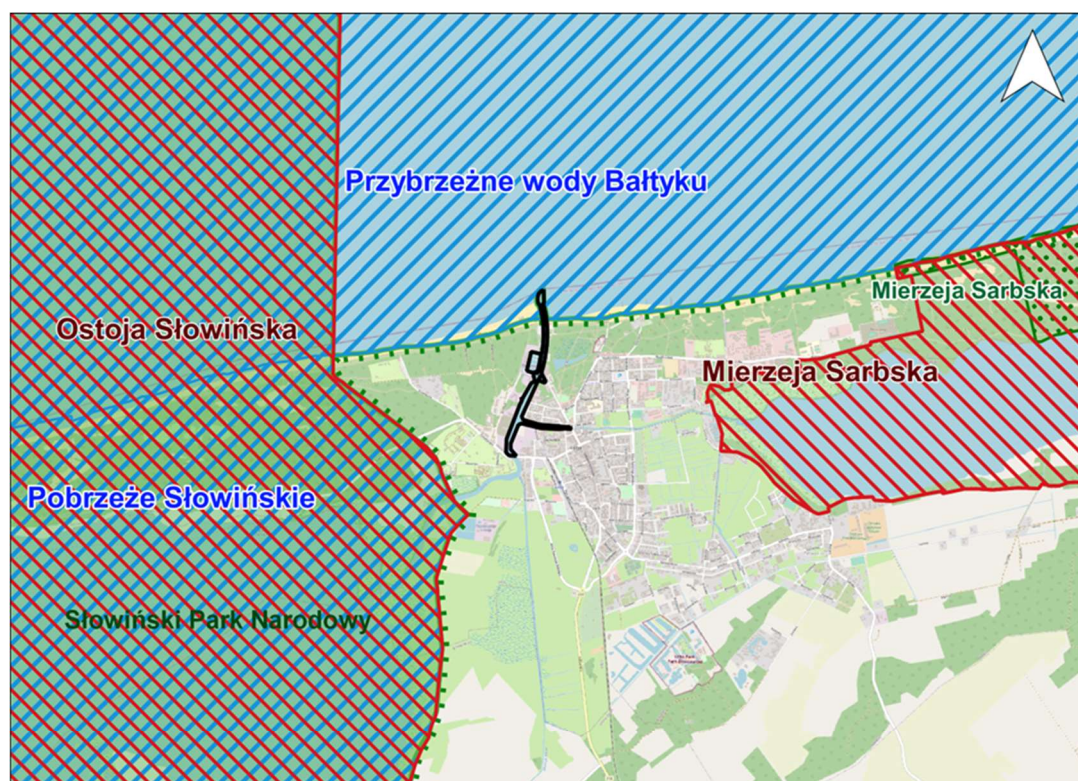 Przybrzeżne wody Bałtyku
Mierzeja Sarbska
Ostoja Słowińska
Mierzeja Sarbska
Pobrzeże Słowińskie
Słowiński Park Narodowy